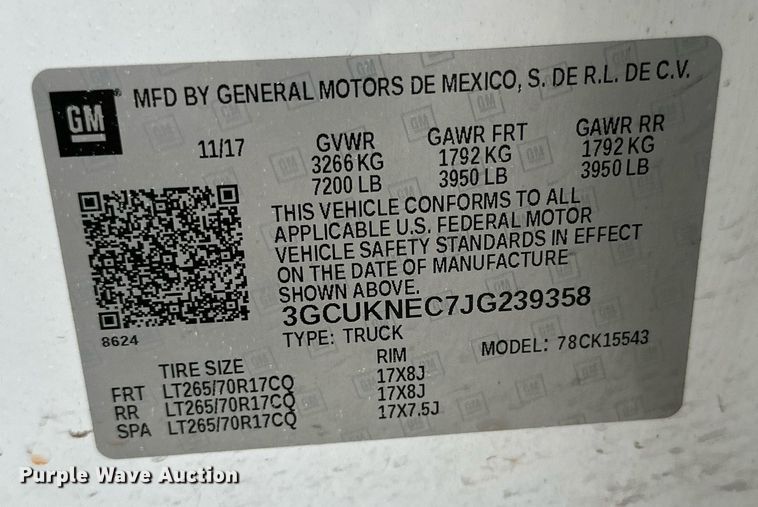 GM
MFD BY GENERAL MOTORS DE MEXICO, S. DE R.L. DE C.V.
11/17 GVWR GAWR FRT GAWR RR
3266 KG 1792 KG 1792 KG
7200 LB 3950 LB 3950 LB
THIS VEHICLE CONFORMS TO ALL
APPLICABLE U.S. FEDERAL MOTOR
VEHICLE SAFETY STANDARDS IN EFFECT
ON THE DATE OF MANUFACTURE
SHOWN ABOVE.
3GCUKNEC7JG239358
8624
TYPE: TRUCK MODEL: 78CK15543
TIRE SIZE RIM
FRT LT265/70R17CQ 17X8J
RR LT265/70R17CQ 17X8J
SPA LT265/70R17CQ 17X7.5J
Purple Wave Auction